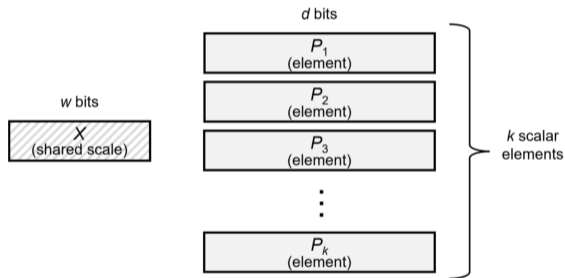 d bits
P1
(element)
w bits
P2
(element)
X
(shared scale)
P3
(element)
k scalar
elements
⋮
Pk
(element)